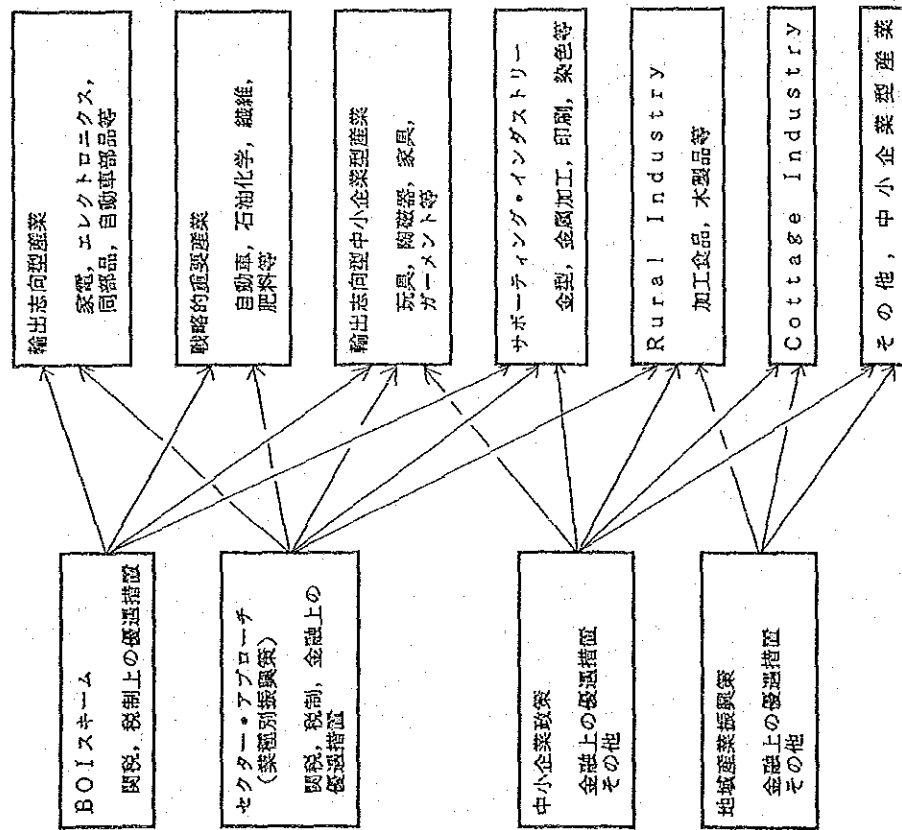 BOIスキーム
関税，税制上の優遇措置
セクター・アプローチ
（業種別振興策）
関税，税制，金融上の
優遇措置
中小企業政策
金融上の優遇措置
その他
地域産業振興策
金融上の優遇措置
その他
輸出志向型産業
家電，エレクトロニクス，
同部品，自動車部品等
戦略的重要産業
自動車，石油化学，繊維，
肥料等
輸出志向型中小企業型産業
玩具，陶磁器，家具，
ガーメント等
サポーティング・インダストリー
金型，金属加工，印刷，染色等
Rural Industry
加工食品，木製品等
Cottage Industry
その他，中小企業型産業